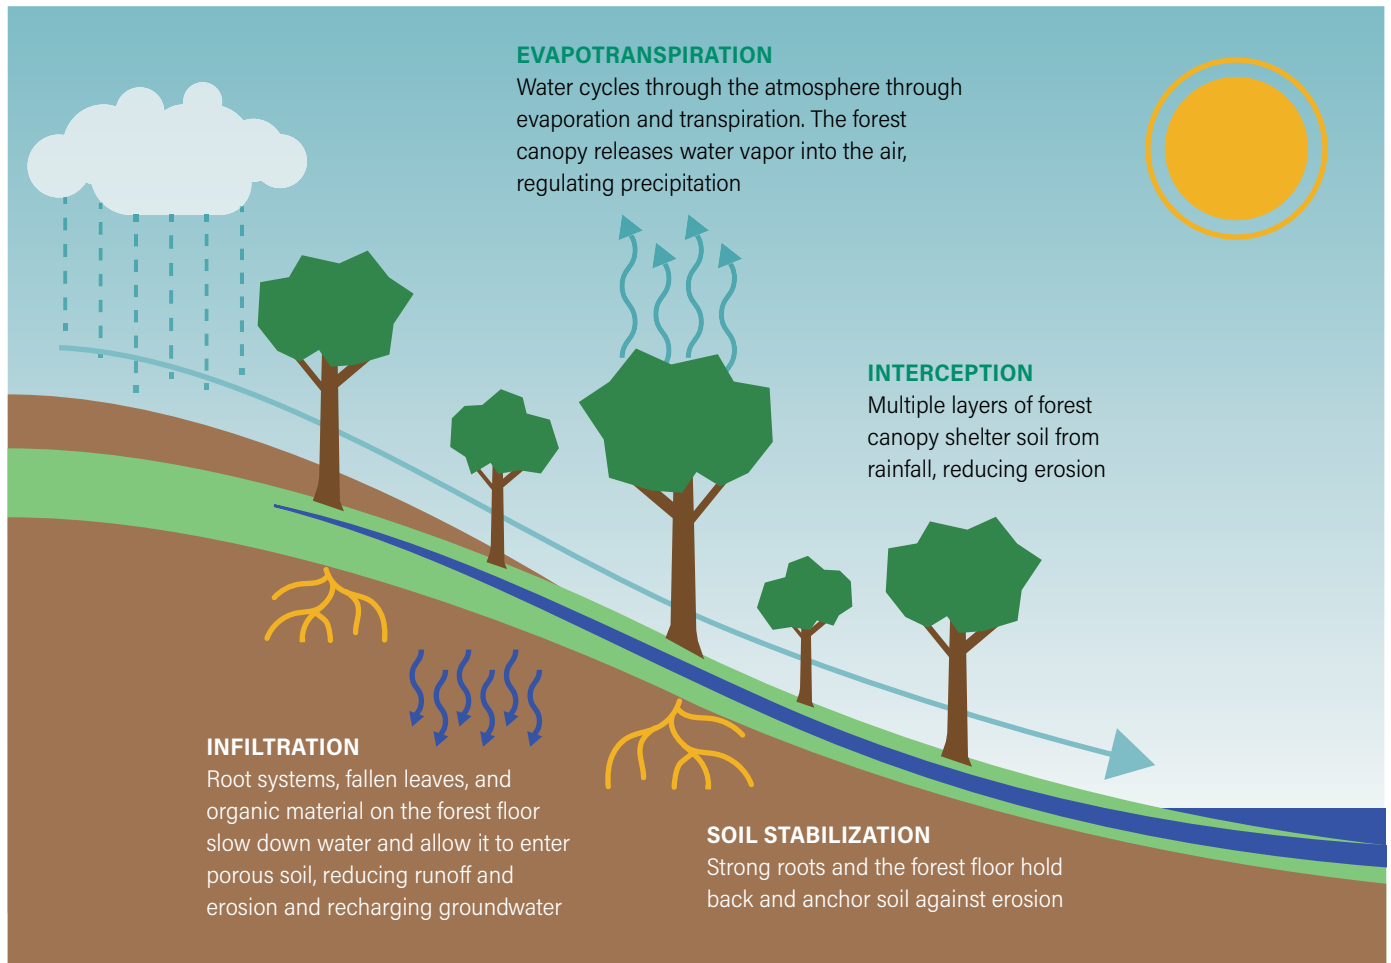 EVAPOTRANSPIRATION
Water cycles through the atmosphere through
evaporation and transpiration. The forest
canopy releases water vapor into the air,
regulating precipitation
INTERCEPTION
Multiple layers of forest
canopy shelter soil from
rainfall, reducing erosion
INFILTRATION
Root systems, fallen leaves, and
organic material on the forest floor
slow down water and allow it to enter
porous soil, reducing runoff and
erosion and recharging groundwater
SOIL STABILIZATION
Strong roots and the forest floor hold
back and anchor soil against erosion